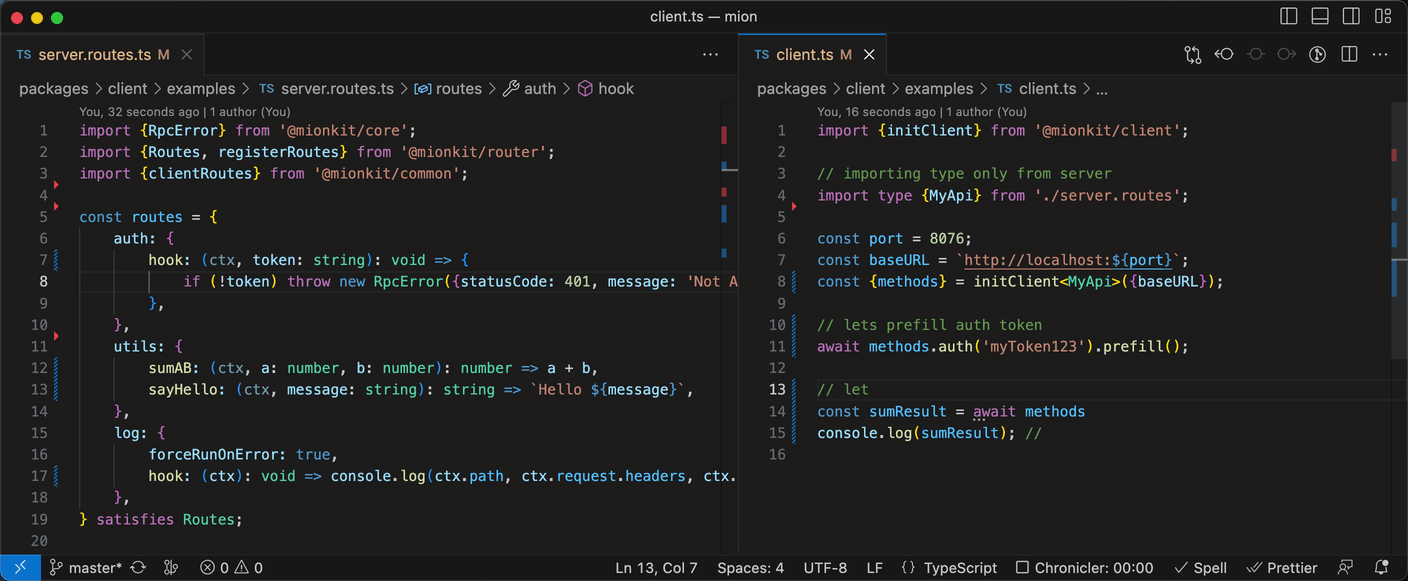 client.ts — mion
TS server.routes.ts M
packages > client > examples > TS server.routes.ts > routes > auth > hook
You, 32 seconds ago | 1 author (You)
1 import {RpcError} from '@mionkit/core';
2 import {Routes, registerRoutes} from '@mionkit/router';
3 import {clientRoutes} from '@mionkit/common';
4
5 const routes = {
6 auth: {
7 hook: (ctx, token: string): void => {
8 if (!token) throw new RpcError({statusCode: 401, message: 'Not A
9 },
10 },
11 utils: {
12 sumAB: (ctx, a: number, b: number): number => a + b,
13 sayHello: (ctx, message: string): string => `Hello ${message}`,
14 },
15 log: {
16 forceRunOnError: true,
17 hook: (ctx): void => console.log(ctx.path, ctx.request.headers, ctx.
18 },
19 } satisfies Routes;
20
TS client.ts M
packages > client > examples > TS client.ts > ...
You, 16 seconds ago | 1 author (You)
1 import {initClient} from '@mionkit/client';
2
3 // importing type only from server
4 import type {MyApi} from './server.routes';
5
6 const port = 8076;
7 const baseURL = `http://localhost:${port}`;
8 const {methods} = initClient<MyApi>({baseURL});
9
10 // lets prefill auth token
11 await methods.auth('myToken123').prefill();
12
13 // let
14 const sumResult = await methods
15 console.log(sumResult); //
16
master* 0 0 Ln 13, Col 7 Spaces: 4 UTF-8 LF {} TypeScript Chronicler: 00:00 Spell Prettier